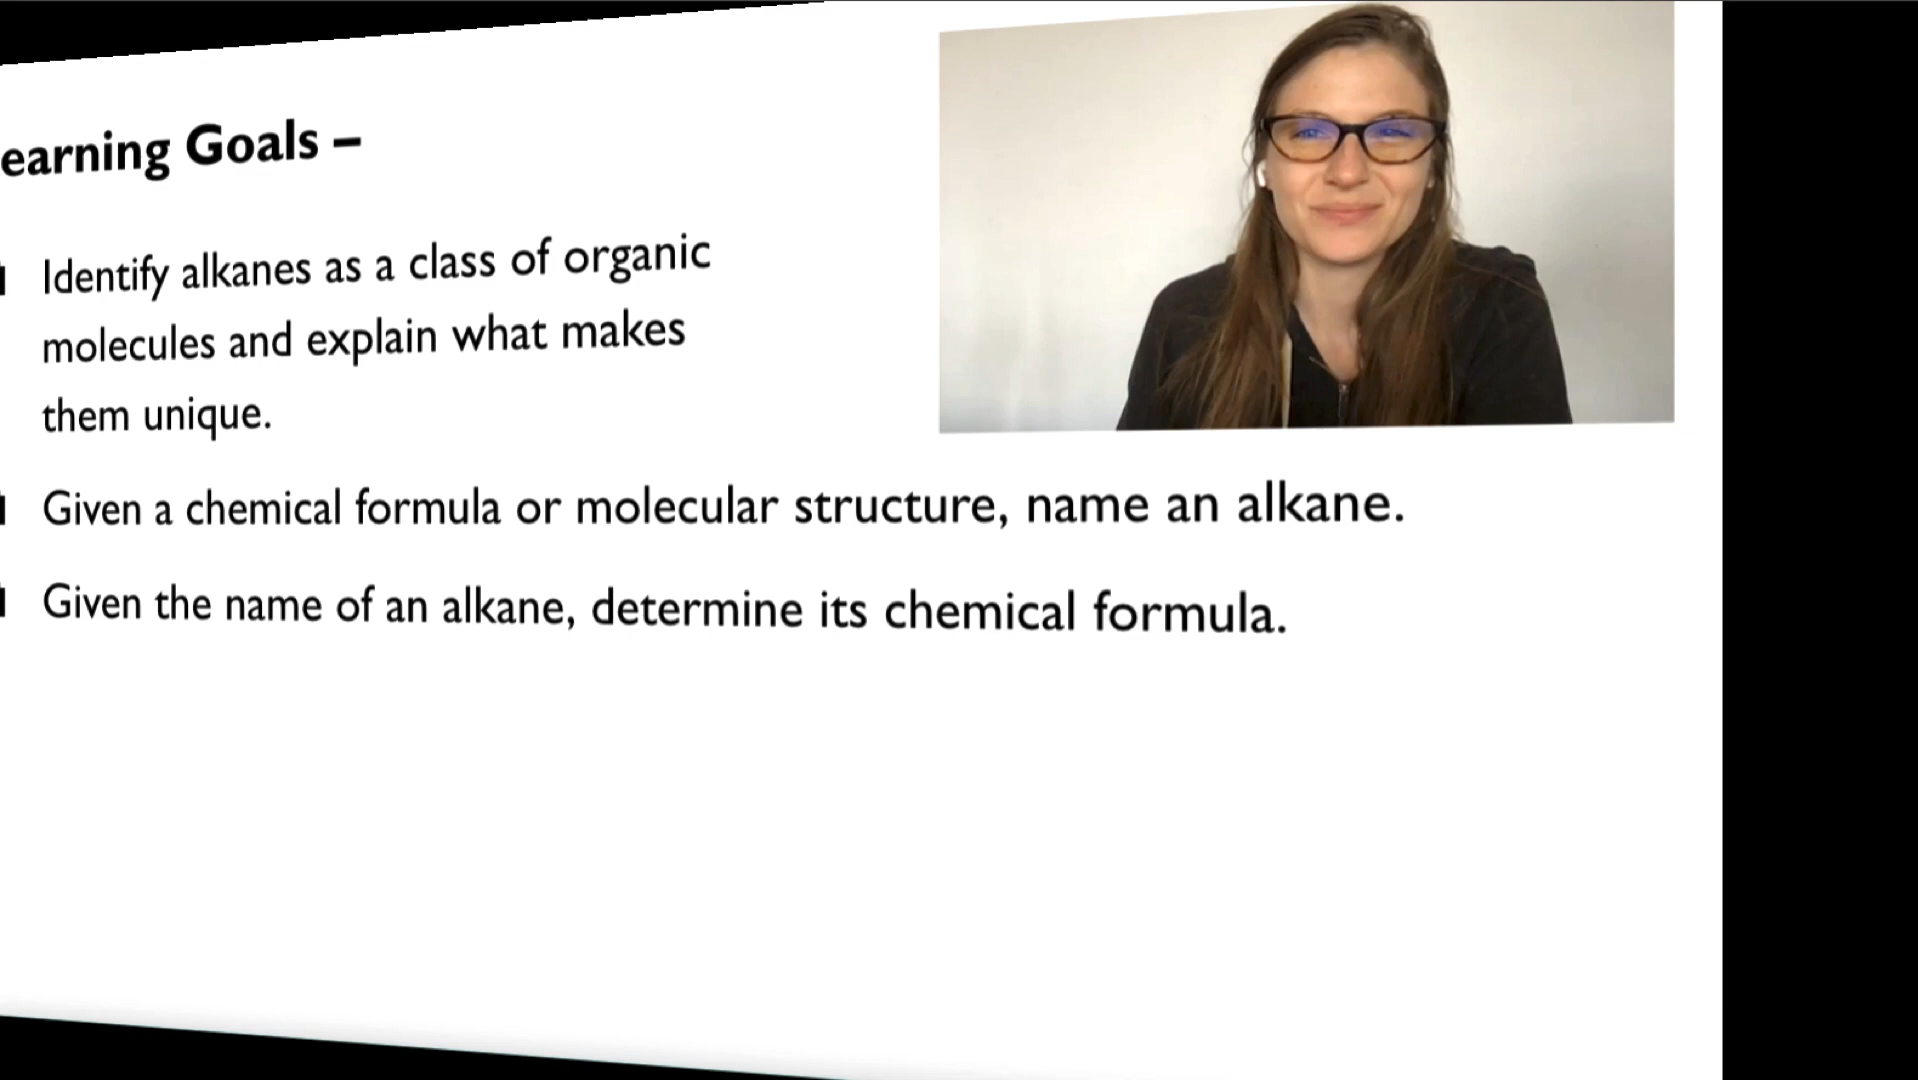 earning Goals –
Identify alkanes as a class of organic
molecules and explain what makes
them unique.
Given a chemical formula or molecular structure, name an alkane.
Given the name of an alkane, determine its chemical formula.